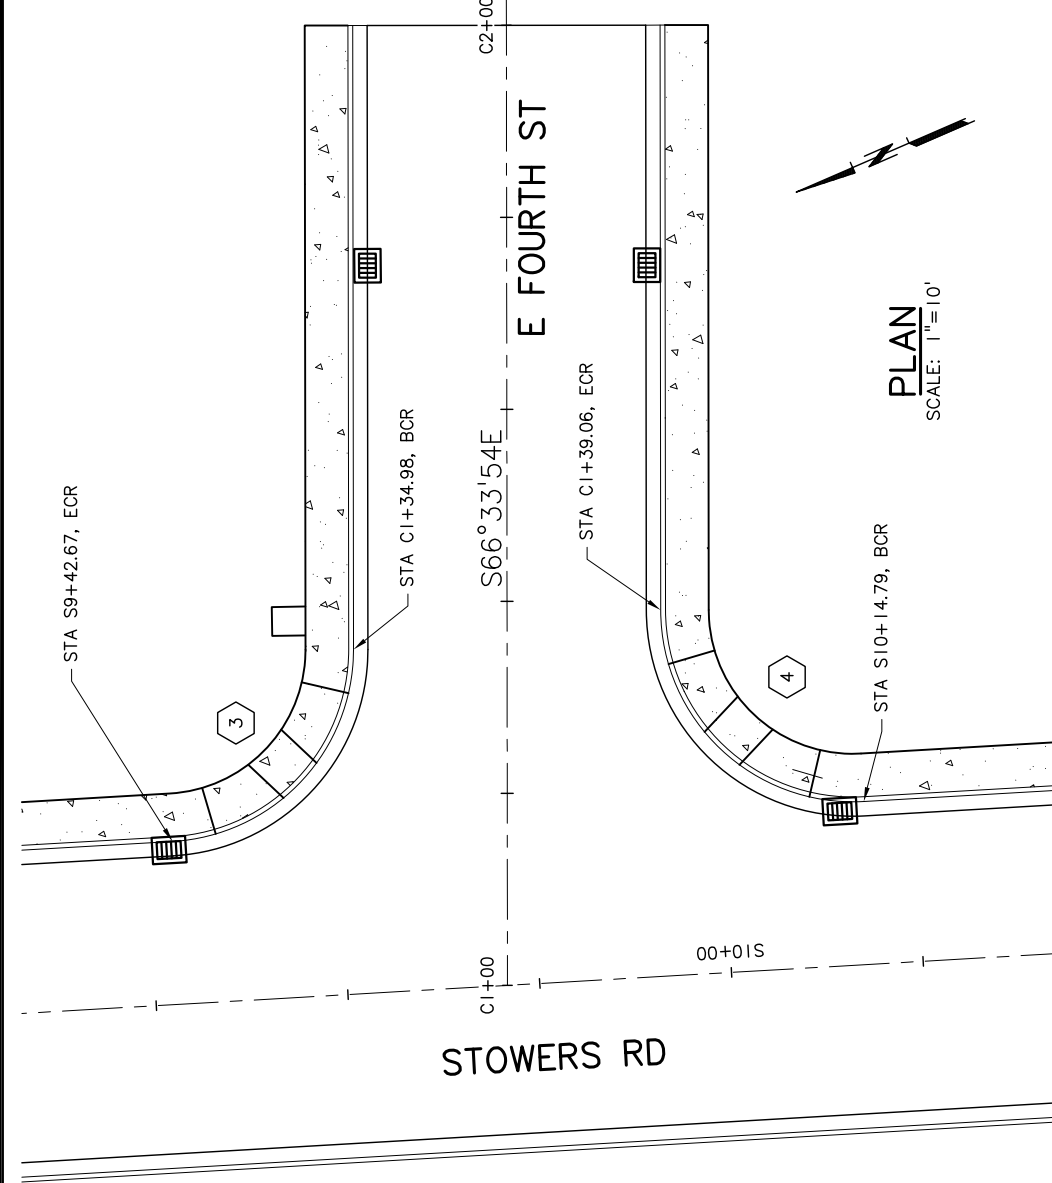 C2+00
E FOURTH ST
N
PLAN
SCALE: 1"=10'
STA C1+39.06, ECR
STA C1+34.98, BCR
S66°33'54E
STA S9+42.67, ECR
STA S10+14.79, BCR
4
3
S10+00
C1+00
STOWERS RD